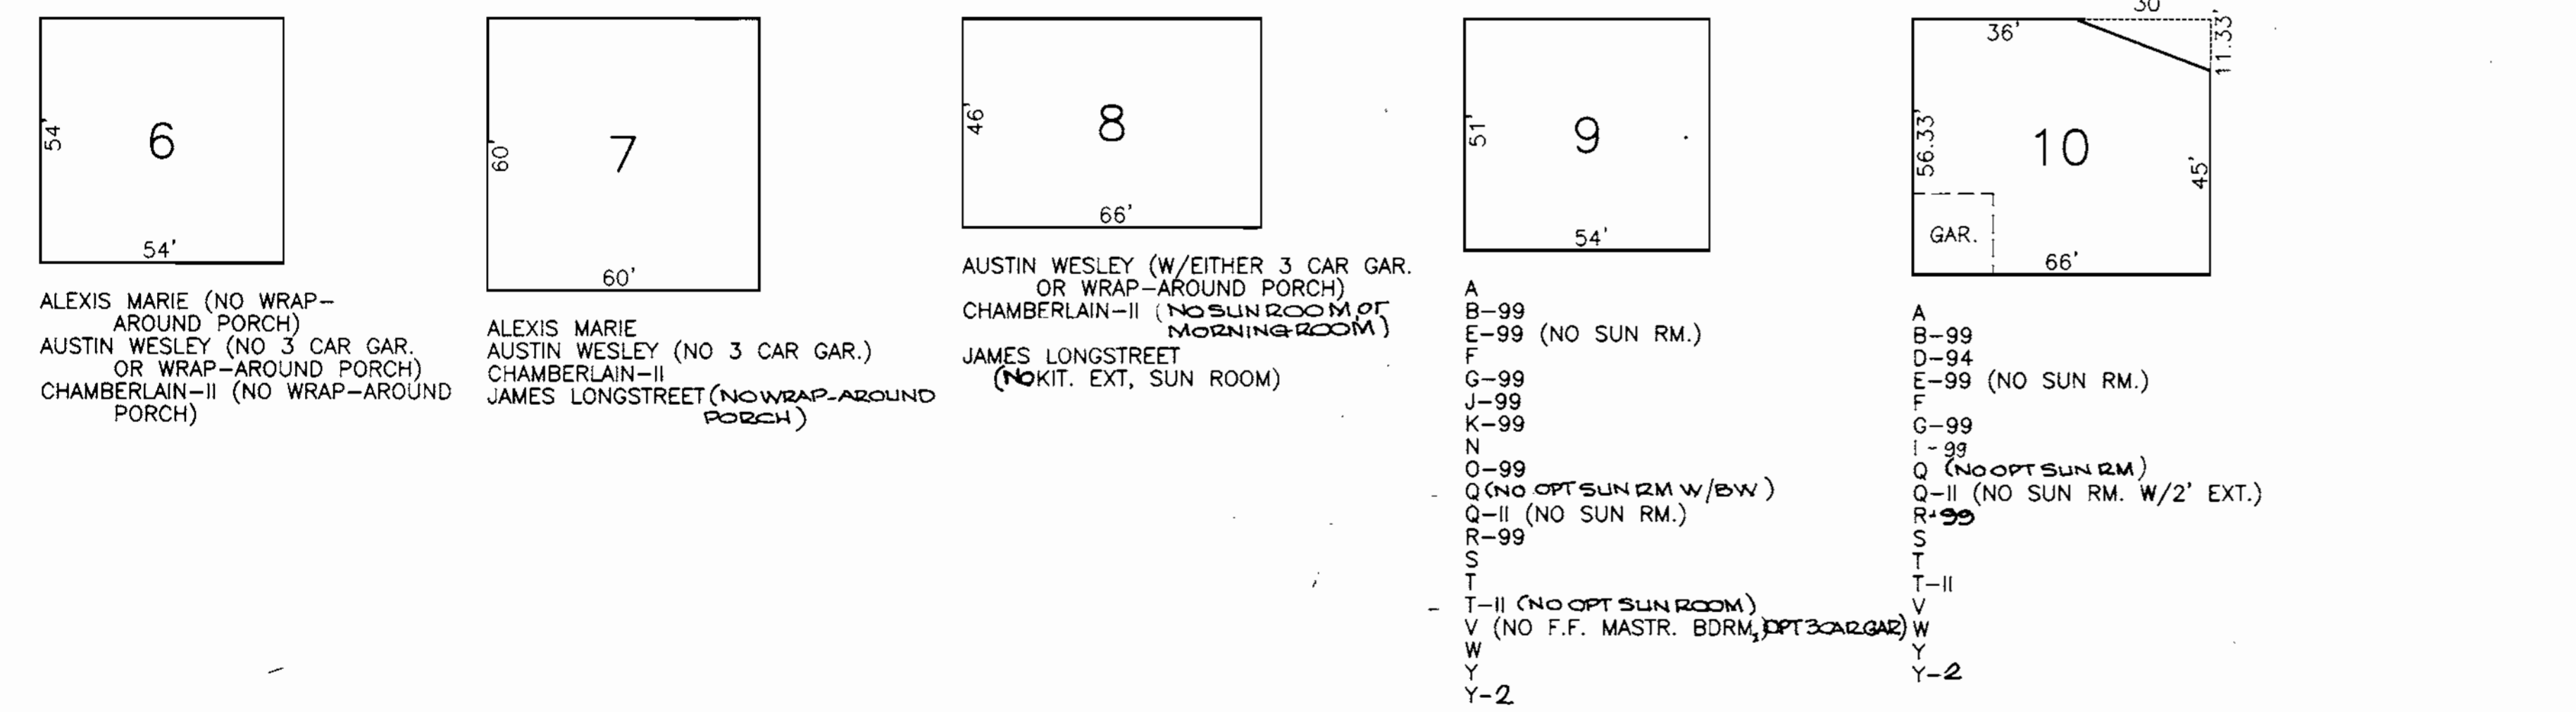 54'
6
54'
ALEXIS MARIE (NO WRAP-
AROUND PORCH)
AUSTIN WESLEY (NO 3 CAR GAR.
OR WRAP-AROUND PORCH)
CHAMBERLAIN-II (NO WRAP-AROUND
PORCH)
60'
7
60'
ALEXIS MARIE
AUSTIN WESLEY (NO 3 CAR GAR.)
CHAMBERLAIN-II
JAMES LONGSTREET (NO WRAP-AROUND
PORCH)
46'
8
66'
AUSTIN WESLEY (W/EITHER 3 CAR GAR.
OR WRAP-AROUND PORCH)
CHAMBERLAIN-II (NO SUN ROOM, or
MORNING ROOM)
JAMES LONGSTREET
(NO KIT. EXT, SUN ROOM)
51'
9
54'
A
B-99
E-99 (NO SUN RM.)
F
G-99
J-99
K-99
N
O-99
Q (NO OPT SUN RM W/BW)
Q-II (NO SUN RM.)
R-99
S
T
T-II (NO OPT SUN ROOM)
V (NO F.F. MASTR. BDRM, OPT 3 CAR GAR)
W
Y
Y-2
30
36'
11.33'
56.33'
10
45'
GAR.
66'
A
B-99
D-94
E-99 (NO SUN RM.)
F
G-99
I-99
Q (NO OPT SUN RM)
Q-II (NO SUN RM. W/2' EXT.)
R-99
S
T
T-II
V
W
Y
Y-2